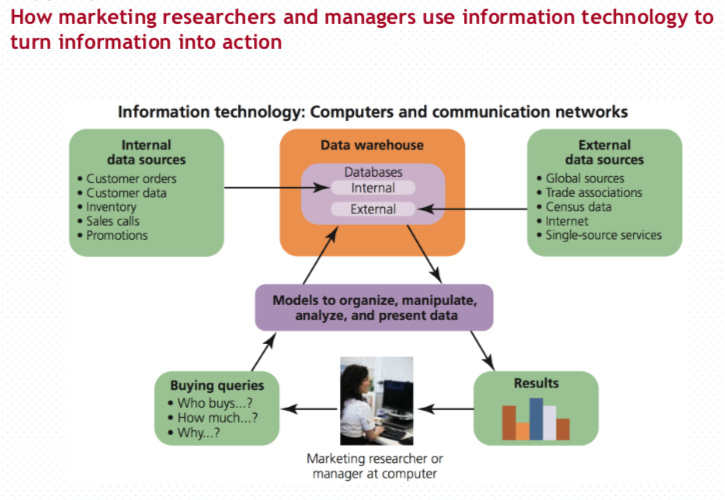 How marketing researchers and managers use information technology to
turn information into action
Information technology: Computers and communication networks
Internal
data sources
• Customer orders
• Customer data
• Inventory
• Sales calls
• Promotions
Data warehouse
Databases
Internal
External
External
data sources
• Global sources
• Trade associations
• Census data
• Internet
• Single-source services
Models to organize, manipulate,
analyze, and present data
Buying queries
• Who buys...?
• How much...?
• Why...?
Results
Marketing researcher or
manager at computer